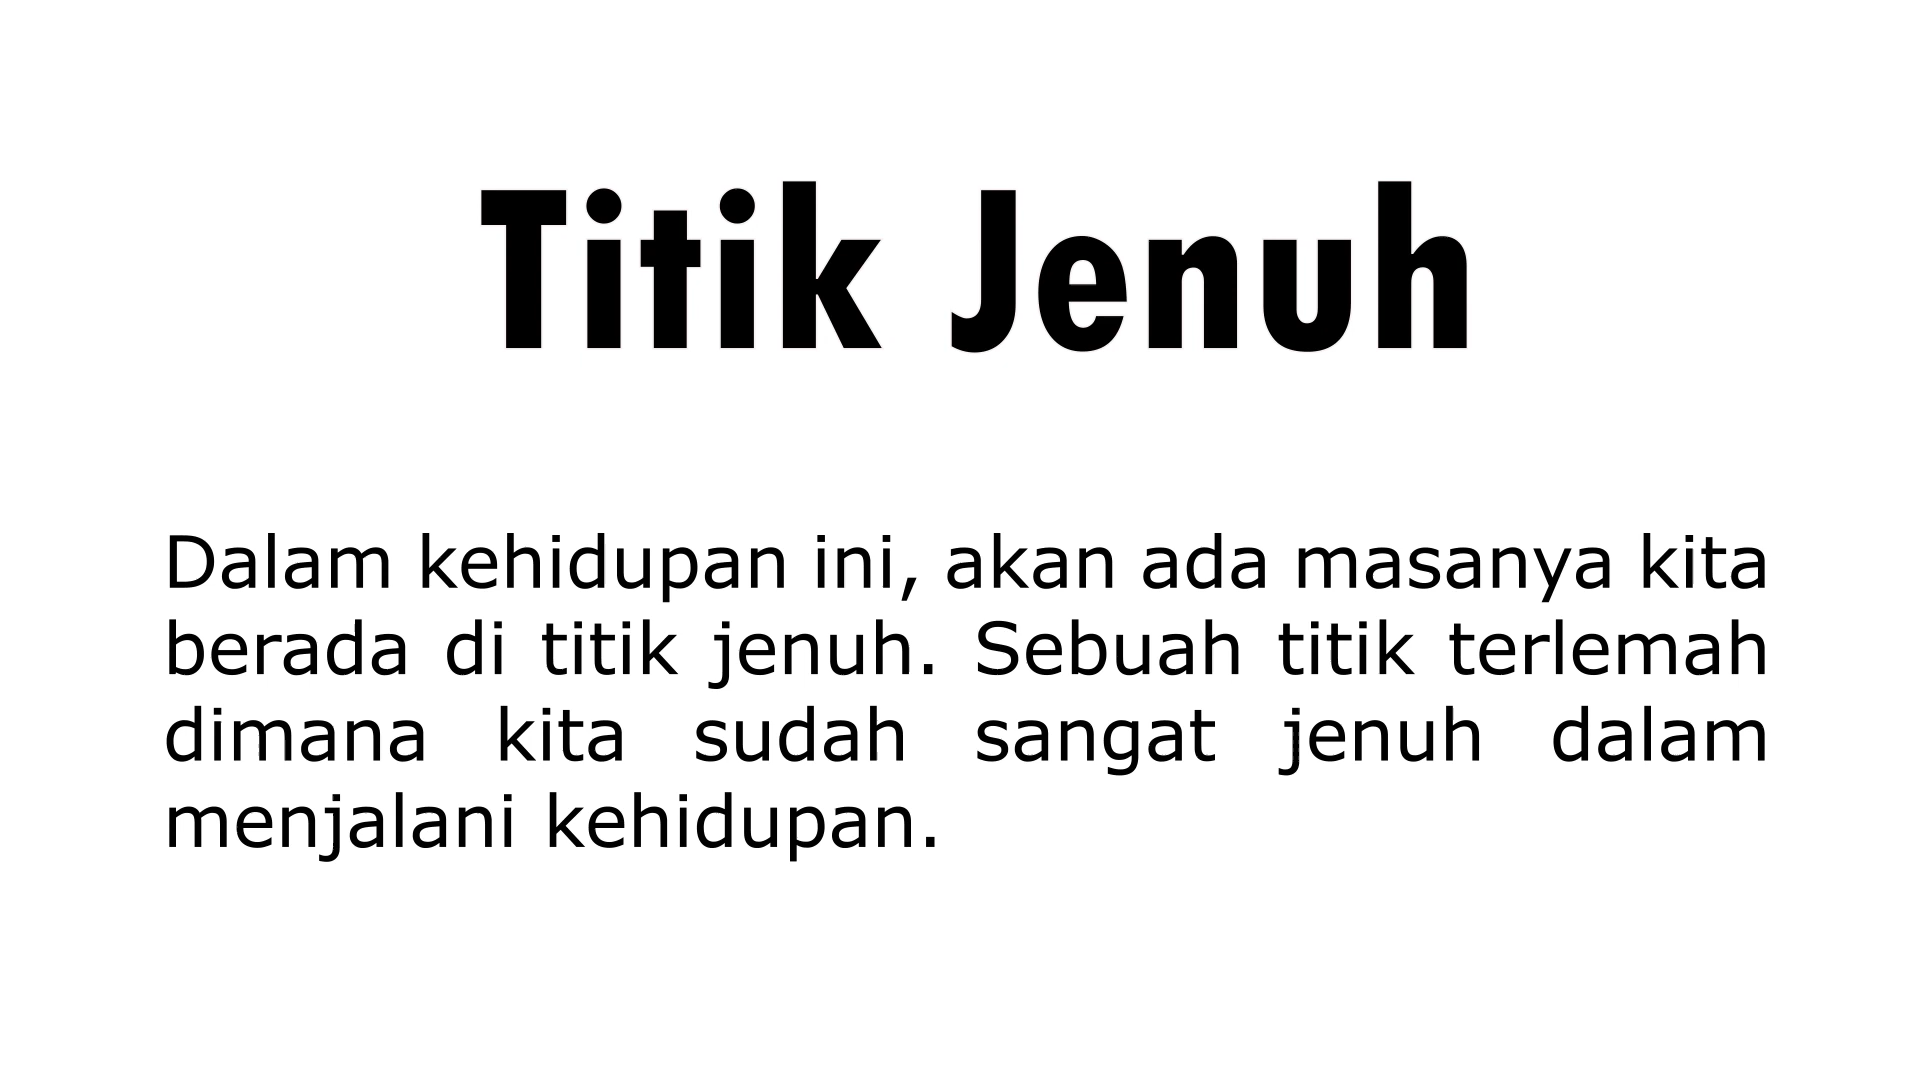 Titik Jenuh
Dalam kehidupan ini, akan ada masanya kita
berada di titik jenuh. Sebuah titik terlemah
dimana kita sudah sangat jenuh dalam
menjalani kehidupan.